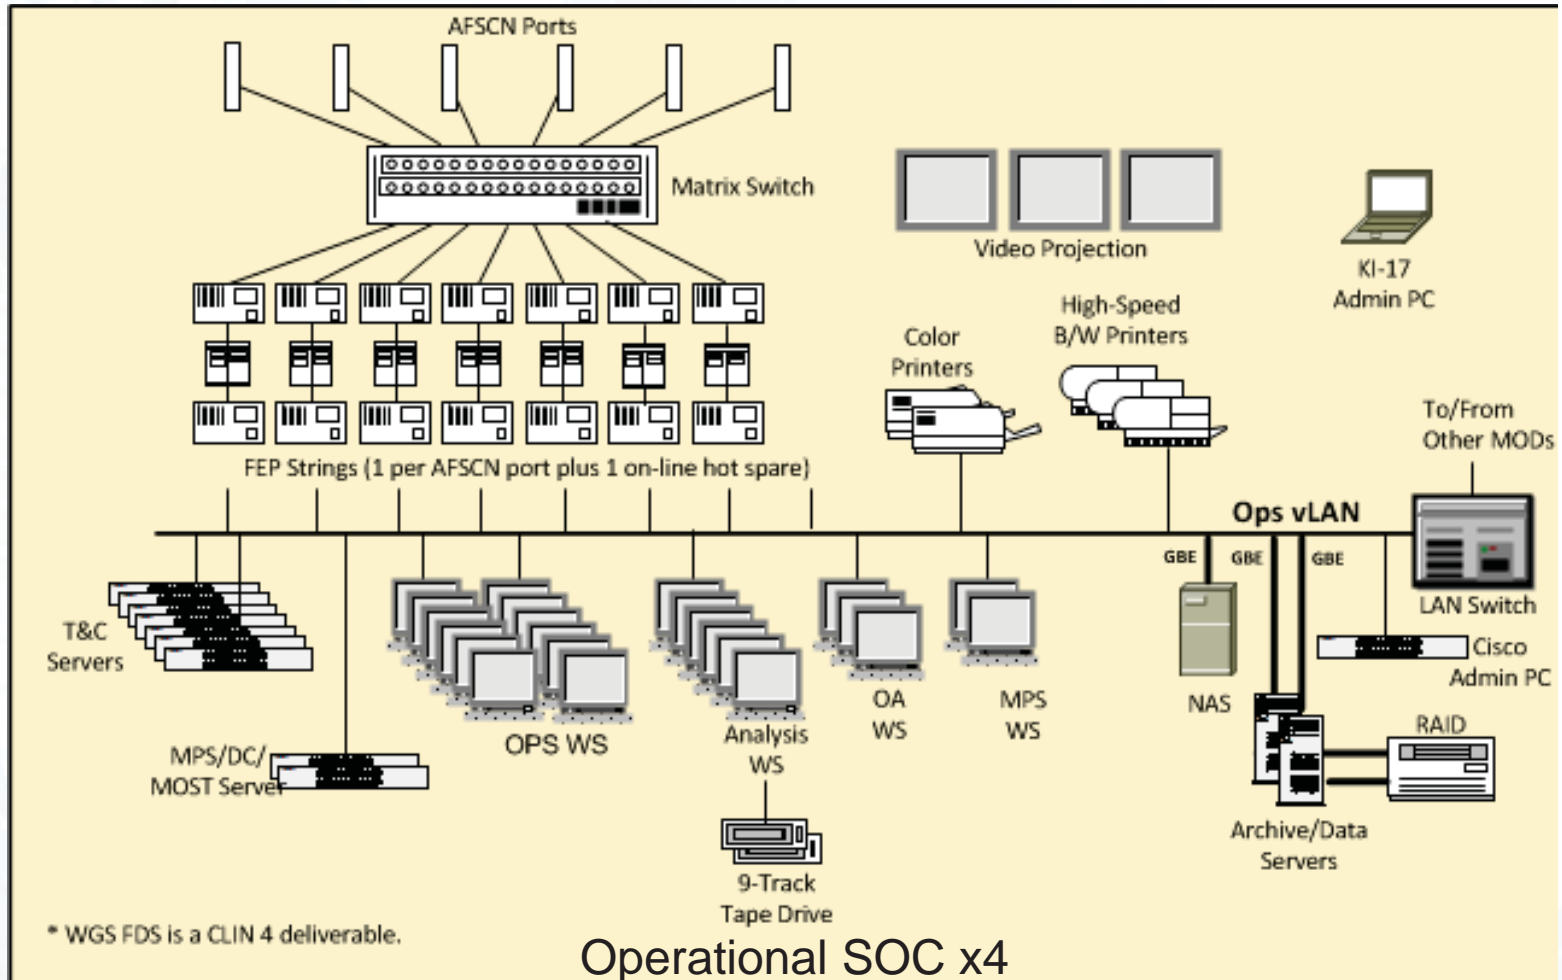 AFSCN Ports
Matrix Switch
Video Projection
KI-17
Admin PC
High-Speed
B/W Printers
Color
Printers
To/From
Other MODs
FEP Strings (1 per AFSCN port plus 1 on-line hot spare)
Ops vLAN
GBE
GBE
GBE
LAN Switch
T&C
Servers
Cisco
Admin PC
OA
WS
MPS
WS
NAS
OPS WS
Analysis
WS
RAID
MPS/DC/
MOST Server
Archive/Data
Servers
9-Track
Tape Drive
* WGS FDS is a CLIN 4 deliverable.
Operational SOC x4